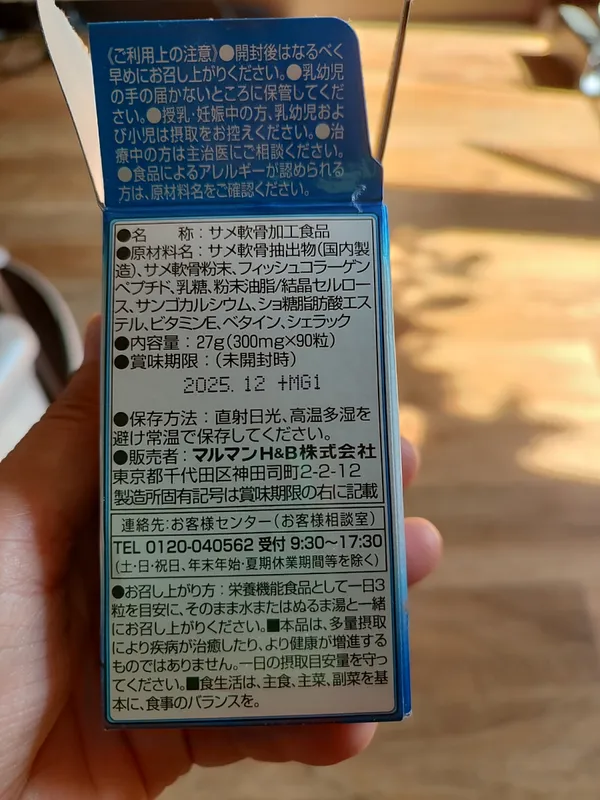 《ご利用上の注意》●開封後はなるべく
早めにお召し上がりください。●乳幼児
の手の届かないところに保管してくだ
さい。●授乳・妊娠中の方、乳幼児およ
び小児は摂取をお控えください。●治
療中の方は主治医にご相談ください。
●食品によるアレルギーが認められる
方は、原材料名をご確認ください。
●名　　称：サメ軟骨加工食品
●原材料名：サメ軟骨抽出物(国内製
造)、サメ軟骨粉末、フィッシュコラーゲン
ペプチド、乳糖、粉末油脂/結晶セルロー
ス、サンゴカルシウム、ショ糖脂肪酸エス
テル、ビタミンE、ベタイン、シェラック
●内容量：27g(300mg×90粒)
●賞味期限：(未開封時)
2025.12 +MG1
●保存方法：直射日光、高温多湿を
避け常温で保存してください。
●販売者：マルマンH&B株式会社
東京都千代田区神田司町2-2-12
製造所固有記号は賞味期限の右に記載
連絡先:お客様センター(お客様相談室)
TEL 0120-040562 受付 9:30〜17:30
(土・日・祝日、年末年始・夏期休業期間等を除く)
●お召し上がり方：栄養機能食品として一日3
粒を目安に、そのまま水またはぬるま湯と一緒
にお召し上がりください。■本品は、多量摂取
により疾病が治癒したり、より健康が増進する
ものではありません。一日の摂取目安量を守っ
てください。■食生活は、主食、主菜、副菜を基
本に、食事のバランスを。